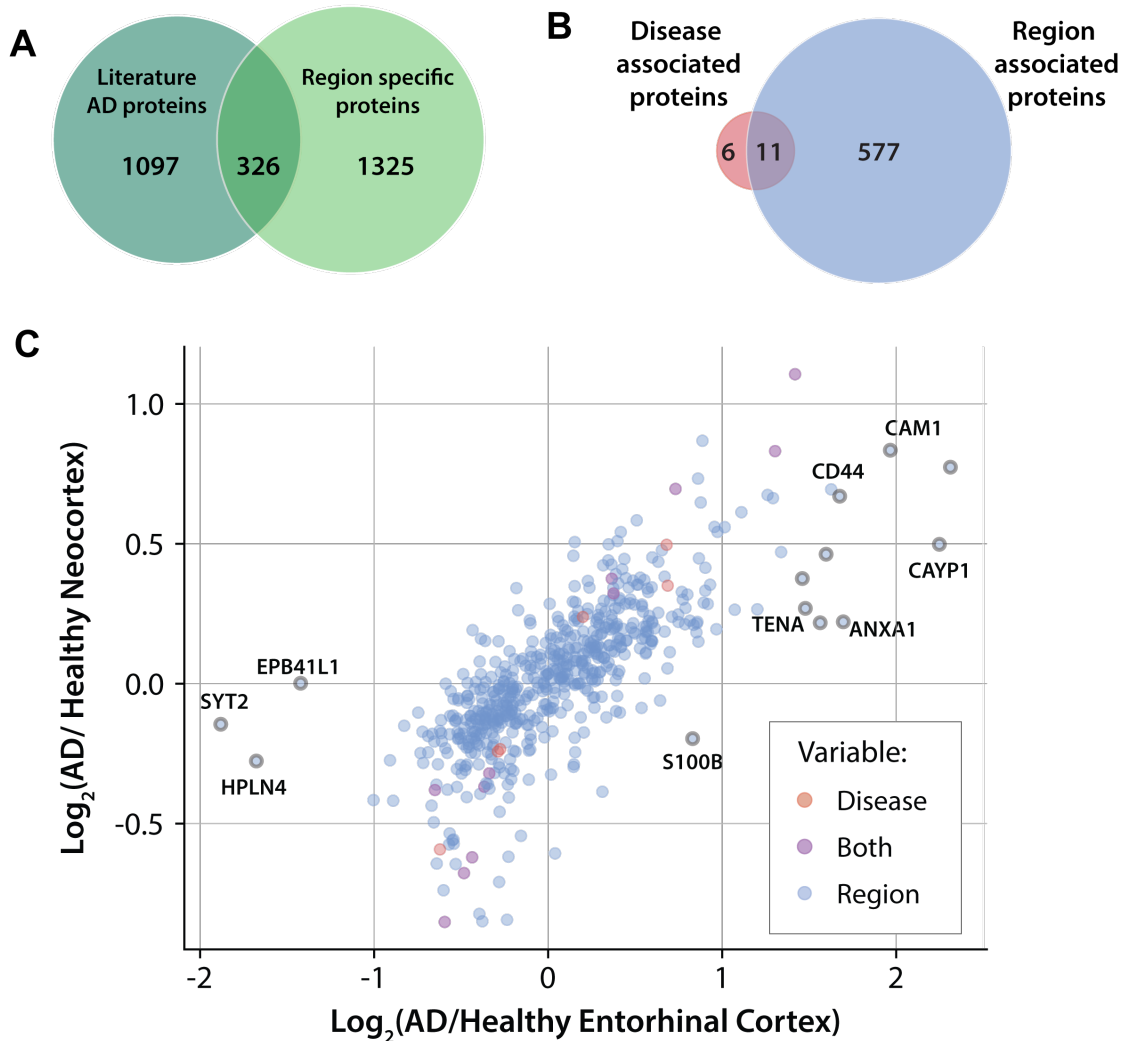 A
Literature
AD proteins
Region specific
proteins
1097
326
1325
B
Disease
associated
proteins
Region
associated
proteins
6
11
577
C
Log2(AD/ Healthy Neocortex)
1.0
0.5
0.0
-0.5
CAM1
CD44
CAYP1
TENA
ANXA1
EPB41L1
SYT2
HPLN4
S100B
Variable:
Disease
Both
Region
-2
-1
0
1
2
Log2(AD/Healthy Entorhinal Cortex)